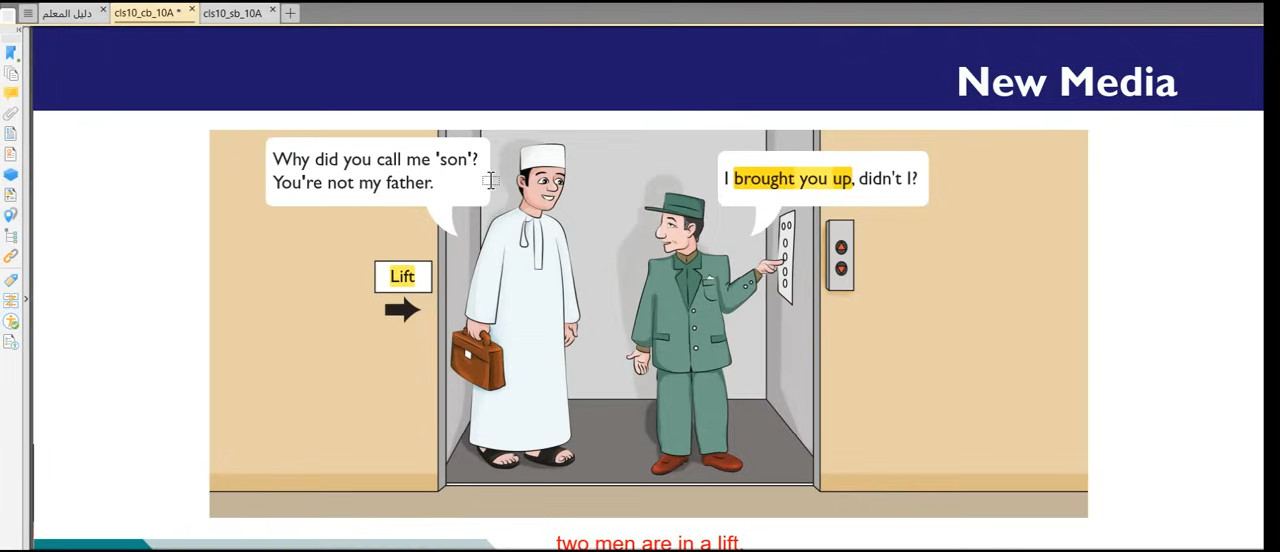 دليل المعلم
cls10_cb_10A *
cls10_sb_10A
New Media
Why did you call me 'son'?
You're not my father.
I brought you up, didn't I?
Lift
two men are in a lift.